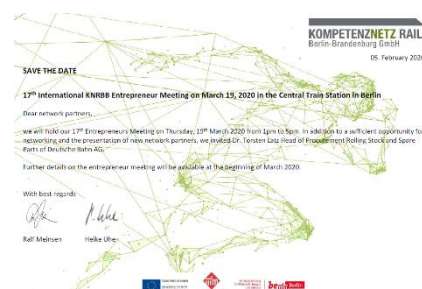 KOMPETENZNETZ RAIL
Berlin-Brandenburg GmbH
05. February 202
SAVE THE DATE
17th International KNRBB Entrepreneur Meeting on March 19, 2020 in the Central Train Station in Berlin
Dear network partners,
we will hold our 17th Entrepreneurs Meeting on Thursday, 19th March 2020 from 1pm to 5pm. In addition to a sufficient opportunity for
networking and the presentation of new network partners, we invited Dr. Torsten Latz Head of Procurement Rolling Stock and Spare
Parts of Deutsche Bahn AG.
Further details on the entrepreneur meeting will be available at the beginning of March 2020.
With best regards
Ralf Meinsen Heike Uhe
be Berlin